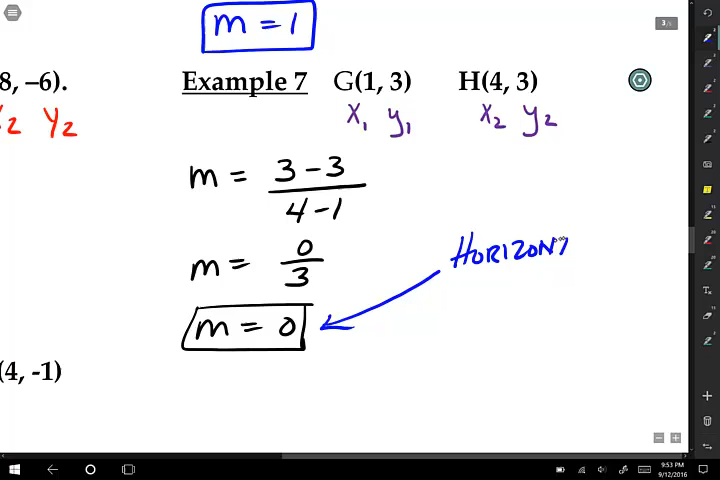 m = 1
8, –6).
Example 7 G(1, 3) H(4, 3)
x₂ y₂ x₁ y₁ x₂ y₂
m = 3 – 3 / 4 – 1
m = 0 / 3
HORIZONT
m = 0
(4, -1)
9:53 PM
9/12/2016